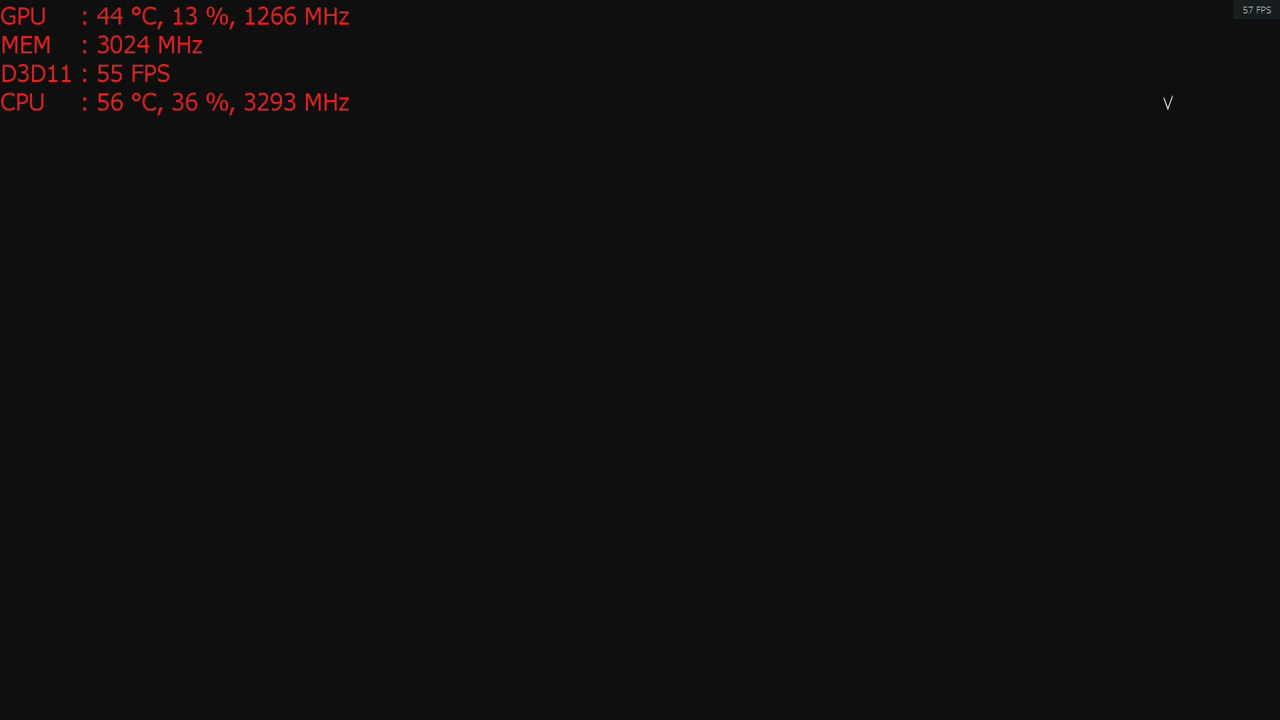 GPU : 44 °C, 13 %, 1266 MHz
57 FPS
MEM : 3024 MHz
D3D11 : 55 FPS
CPU : 56 °C, 36 %, 3293 MHz
V